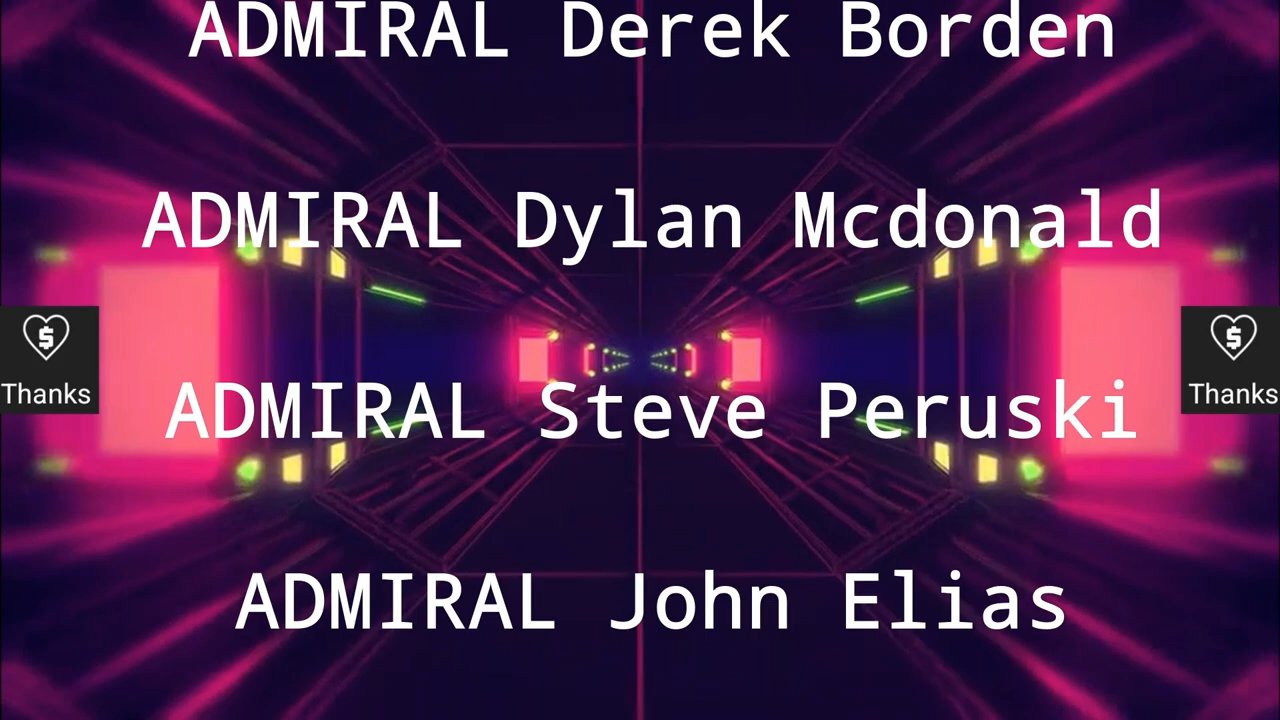 ADMIRAL Derek Borden
ADMIRAL Dylan Mcdonald
$ $
Thanks Thanks
ADMIRAL Steve Peruski
ADMIRAL John Elias